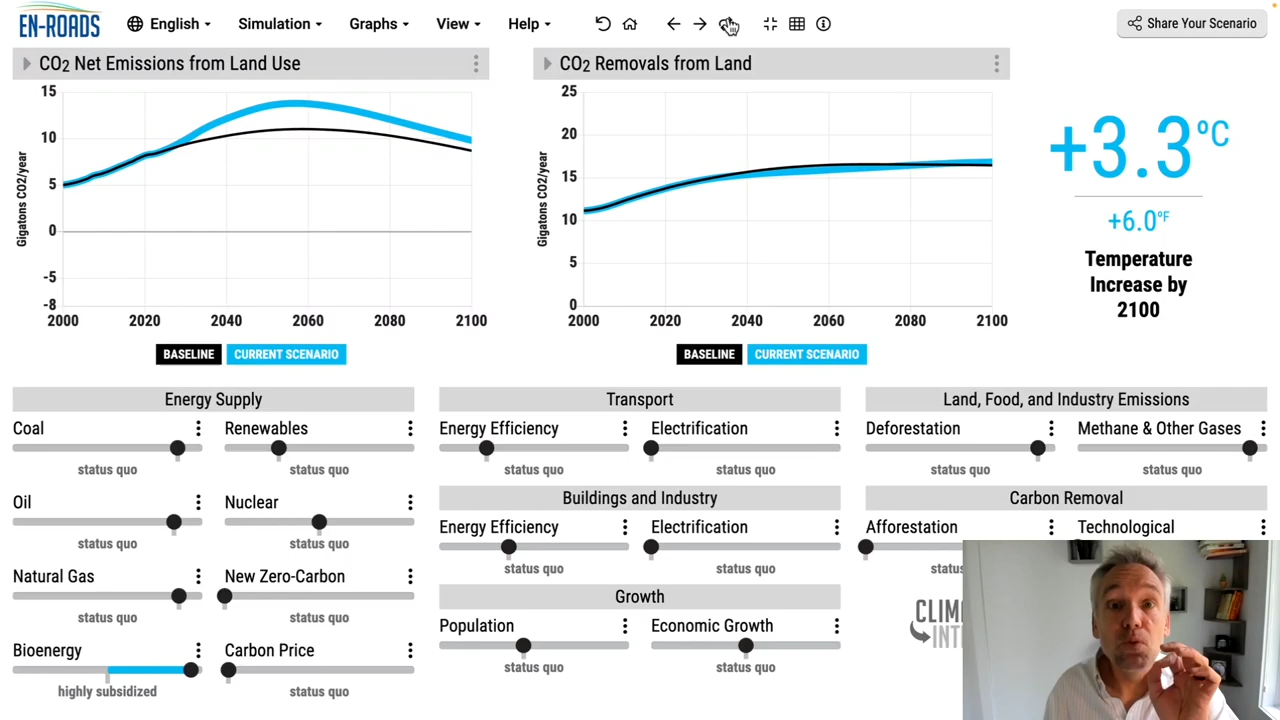 EN-ROADS
English
Simulation
Graphs
View
Help
Share Your Scenario
CO2 Net Emissions from Land Use
15
10
5
0
-5
-8
Gigatons CO2/year
2000 2020 2040 2060 2080 2100
BASELINE CURRENT SCENARIO
CO2 Removals from Land
25
20
15
10
5
0
Gigatons CO2/year
2000 2020 2040 2060 2080 2100
BASELINE CURRENT SCENARIO
+3.3ºC
+6.0ºF
Temperature
Increase by
2100
Energy Supply
Coal
status quo
Renewables
status quo
Oil
status quo
Nuclear
status quo
Natural Gas
status quo
New Zero-Carbon
status quo
Bioenergy
highly subsidized
Carbon Price
status quo
Transport
Energy Efficiency
status quo
Electrification
status quo
Buildings and Industry
Energy Efficiency
status quo
Electrification
status quo
Growth
Population
status quo
Economic Growth
status quo
Land, Food, and Industry Emissions
Deforestation
status quo
Methane & Other Gases
status quo
Carbon Removal
Afforestation
Technological